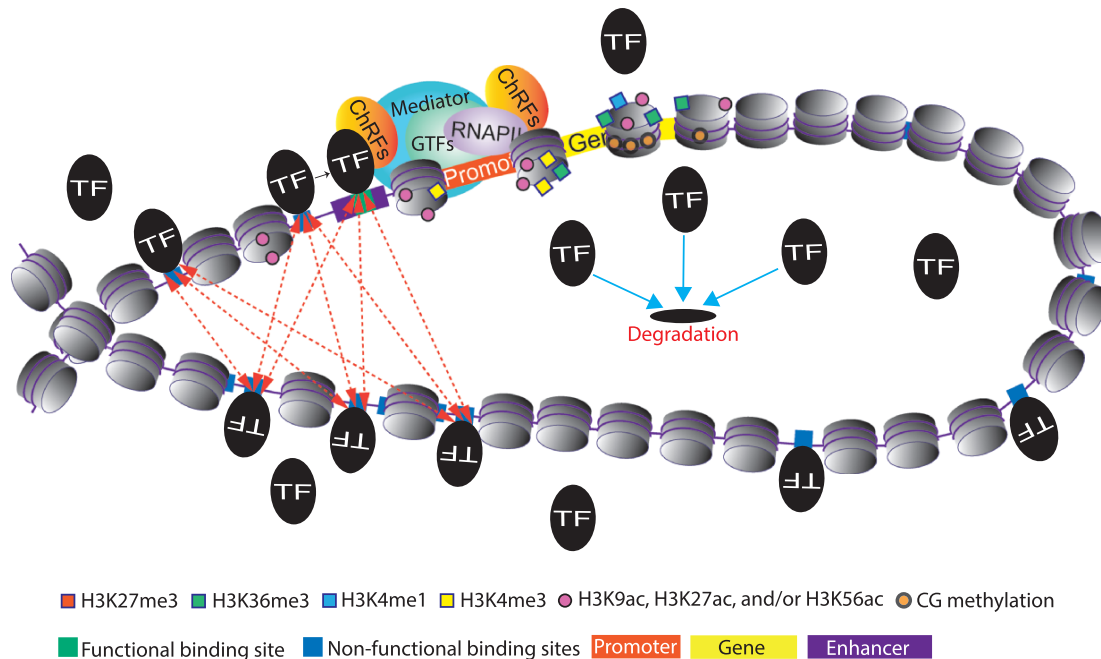 TF
ChRFs
Mediator
ChRFs
GTFs
RNAPII
Gen
Promo
TF
TF
TF
TF
TF
TF
TF
TF
TF
Degradation
TF
TF
TF
TF
TF
TF
TF
H3K27me3 H3K36me3 H3K4me1 H3K4me3 H3K9ac, H3K27ac, and/or H3K56ac CG methylation
Functional binding site Non-functional binding sites Promoter Gene Enhancer